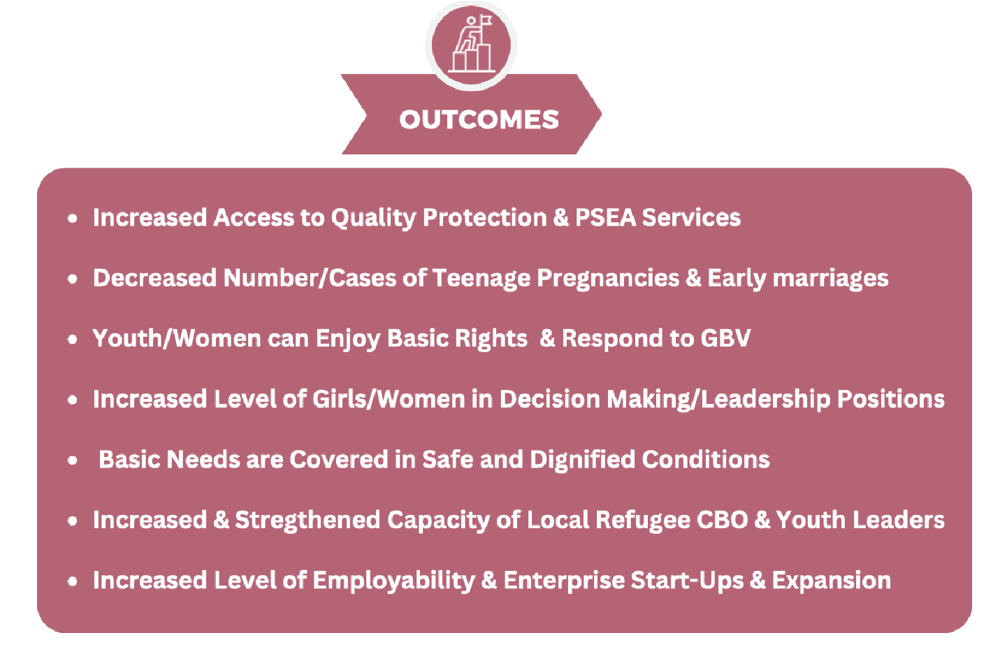 OUTCOMES
• Increased Access to Quality Protection & PSEA Services
• Decreased Number/Cases of Teenage Pregnancies & Early marriages
• Youth/Women can Enjoy Basic Rights & Respond to GBV
• Increased Level of Girls/Women in Decision Making/Leadership Positions
• Basic Needs are Covered in Safe and Dignified Conditions
• Increased & Stregthened Capacity of Local Refugee CBO & Youth Leaders
• Increased Level of Employability & Enterprise Start-Ups & Expansion